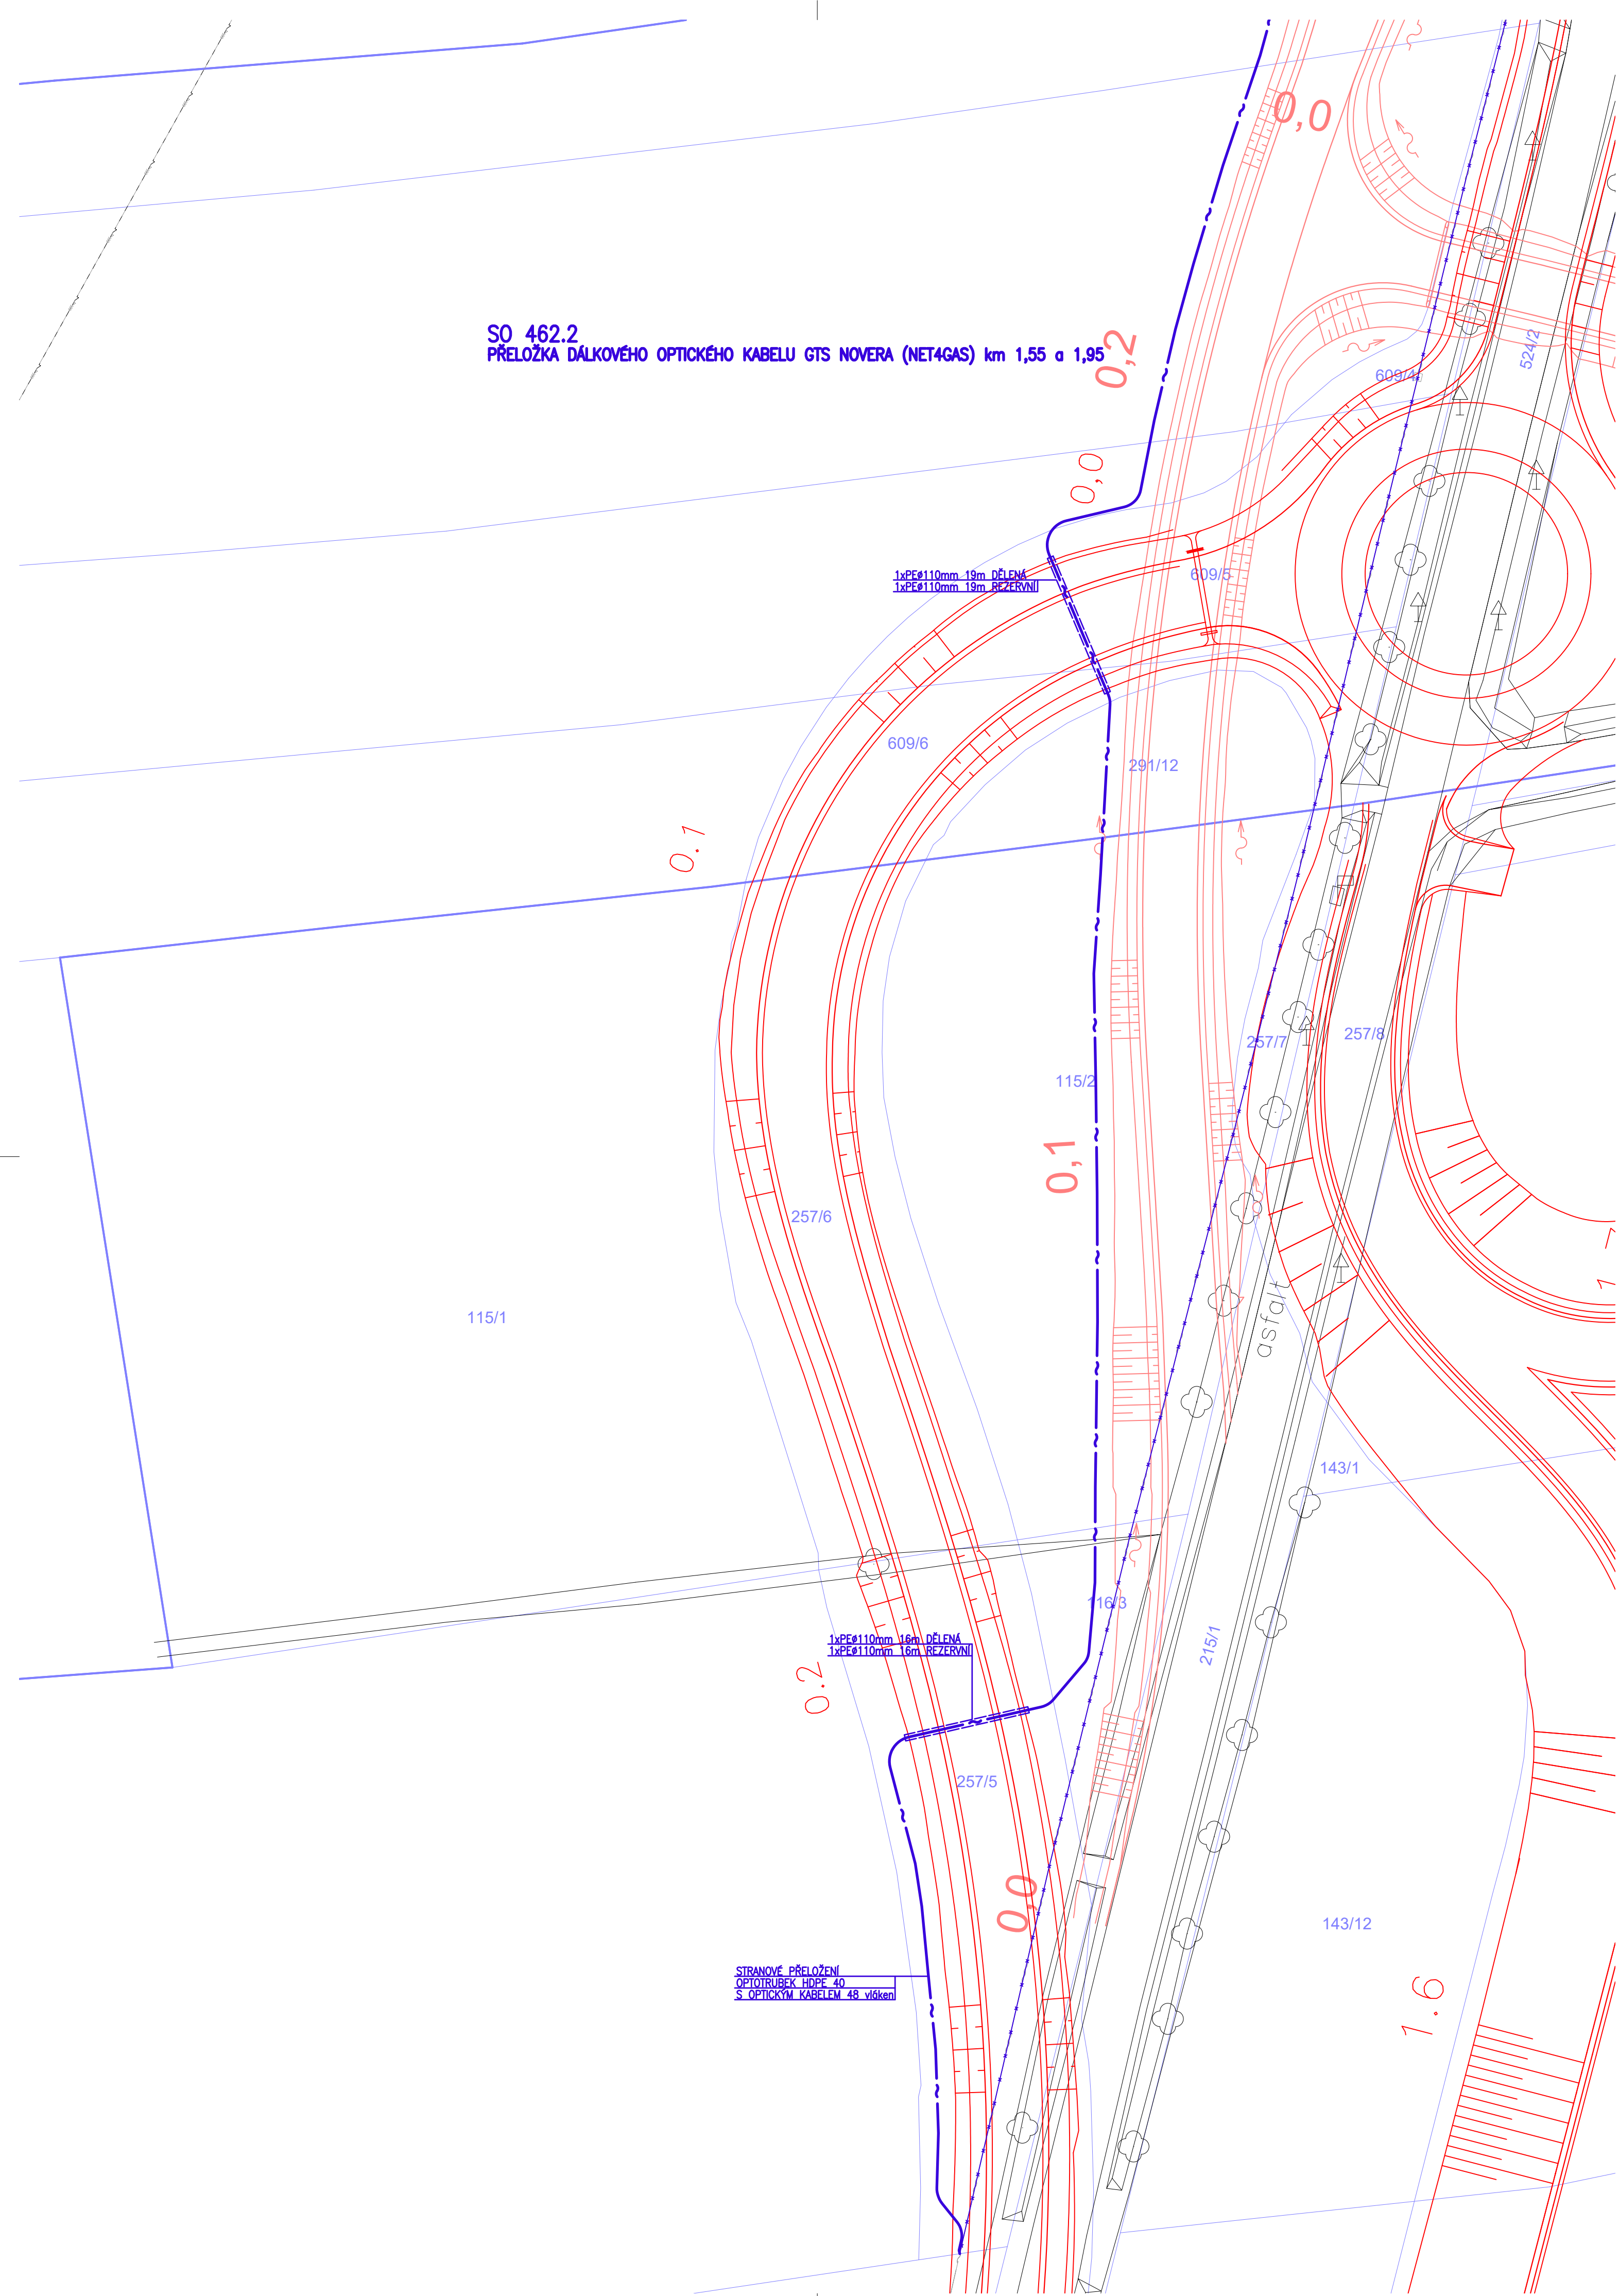 0,0
SO 462.2
PŘELOŽKA DÁLKOVÉHO OPTICKÉHO KABELU GTS NOVERA (NET4GAS) km 1,55 a 1,95
0,2
524/2
609/4
0,0
1xPEø110mm 19m DĚLENÁ
1xPEø110mm 19m REZERVNÍ
609/5
609/6
291/12
0.1
257/7
257/8
115/2
0,1
257/6
115/1
asfalt
143/1
116/3
215/1
1xPEø110mm 16m DĚLENÁ
1xPEø110mm 16m REZERVNÍ
0.2
257/5
0,0
143/12
STRANOVÉ PŘELOŽENÍ
OPTOTRUBEK HDPE 40
S OPTICKÝM KABELEM 48 vláken
1.6